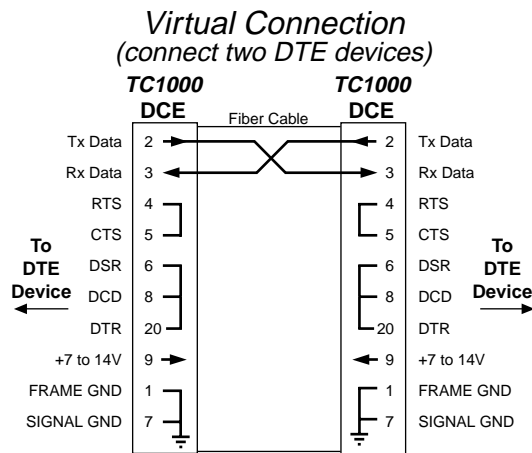 Virtual Connection
(connect two DTE devices)
TC1000 TC1000
DCE DCE
Fiber Cable
Tx Data 2 2 Tx Data
Rx Data 3 3 Rx Data
RTS 4 4 RTS
CTS 5 5 CTS
To To
DTE DTE
Device Device
DSR 6 6 DSR
DCD 8 8 DCD
DTR 20 20 DTR
+7 to 14V 9 9 +7 to 14V
FRAME GND 1 1 FRAME GND
SIGNAL GND 7 7 SIGNAL GND